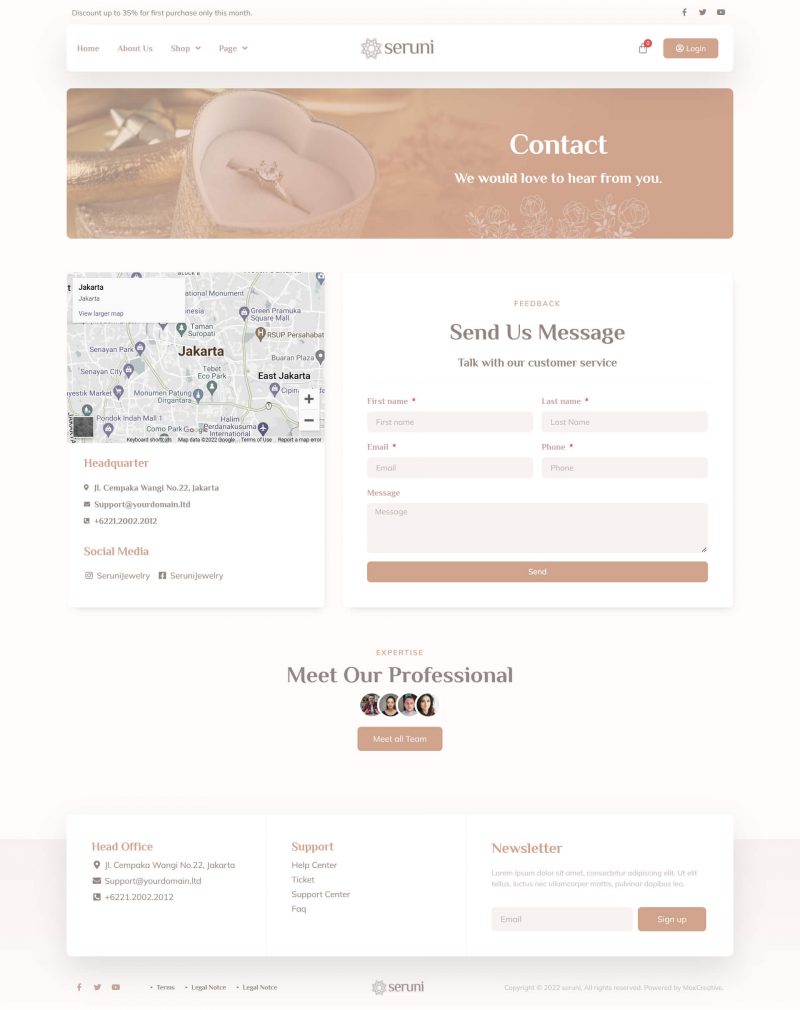 Discount up to 35% for first purchase only this month.
Home
About Us
Shop
Page
seruni
0
Login
Contact
We would love to hear from you.
Jakarta
Jakarta
View larger map
ational Monument
Green Pramuka
Square Mall
Taman
Suropati
RSUP Persahabat
Senayan Park
Jakarta
Buaran Plaza
Senayan City
Tebet
Eco Park
East Jakarta
ayestik Market
Monumen Patung
Dirgantara
Cipin
Pondok Indah Mall 1
Como Park
Halim
Perdanakusuma
International
Google
Keyboard shortcuts
Map data ©2022 Google
Terms of Use
Report a map error
Headquarter
Jl. Cempaka Wangi No.22, Jakarta
Support@yourdomain.ltd
+6221.2002.2012
Social Media
SeruniJewelry
SeruniJewelry
FEEDBACK
Send Us Message
Talk with our customer service
First name *
Last name *
First name
Last Name
Email *
Phone *
Email
Phone
Message
Message
Send
EXPERTISE
Meet Our Professional
Meet all Team
Head Office
Jl. Cempaka Wangi No.22, Jakarta
Support@yourdomain.ltd
+6221.2002.2012
Support
Help Center
Ticket
Support Center
Faq
Newsletter
Lorem ipsum dolor sit amet, consectetur adipiscing elit. Ut elit
tellus, luctus nec ullamcorper mattis, pulvinar dapibus leo.
Email
Sign up
Terms
Legal Notce
Legal Notce
seruni
Copyright © 2022 seruni, All rights reserved. Powered by MoxCreative.